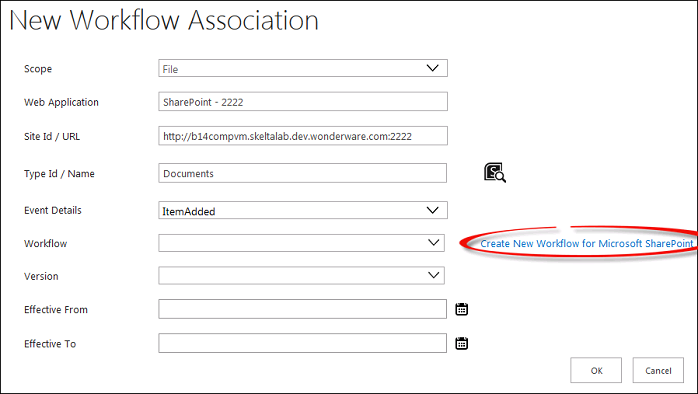 New Workflow Association
Scope File
Web Application SharePoint - 2222
Site Id / URL http://b14compvm.skeltalab.dev.wonderware.com:2222
Type Id / Name Documents
Event Details ItemAdded
Workflow Create New Workflow for Microsoft SharePoint
Version
Effective From
Effective To
OK Cancel